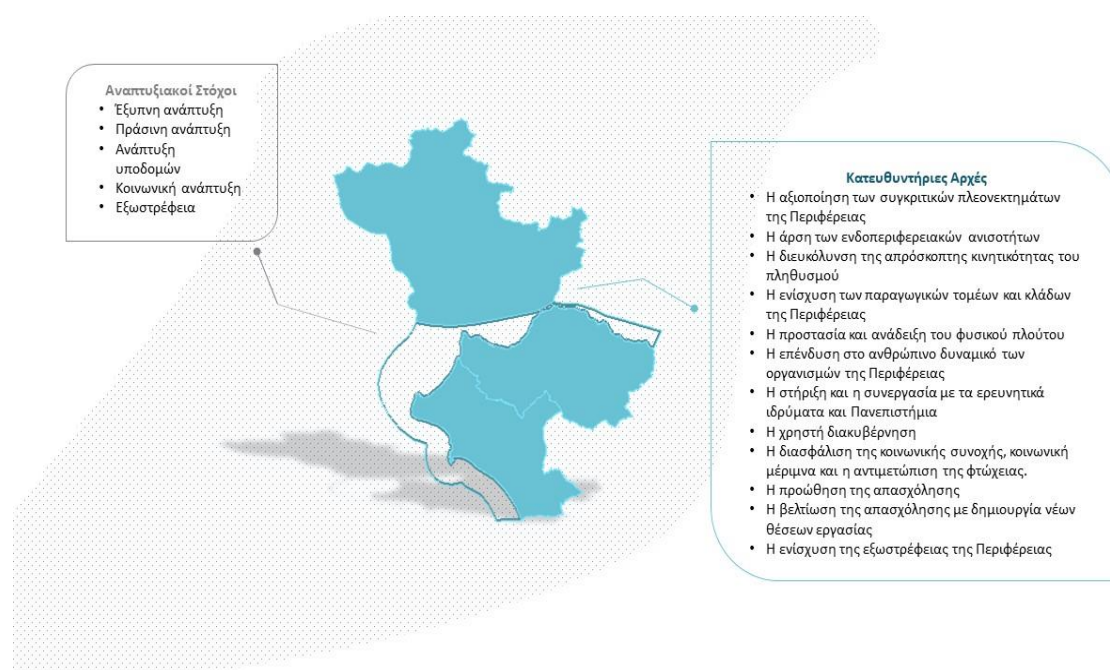 Αναπτυξιακοί Στόχοι
• Έξυπνη ανάπτυξη
• Πράσινη ανάπτυξη
• Ανάπτυξη
υποδομών
• Κοινωνική ανάπτυξη
• Εξωστρέφεια
Κατευθυντήριες Αρχές
• Η αξιοποίηση των συγκριτικών πλεονεκτημάτων
της Περιφέρειας
• Η άρση των ενδοπεριφερειακών ανισοτήτων
• Η διευκόλυνση της απρόσκοπτης κινητικότητας του
πληθυσμού
• Η ενίσχυση των παραγωγικών τομέων και κλάδων
της Περιφέρειας
• Η προστασία και ανάδειξη του φυσικού πλούτου
• Η επένδυση στο ανθρώπινο δυναμικό των
οργανισμών της Περιφέρειας
• Η στήριξη και η συνεργασία με τα ερευνητικά
ιδρύματα και Πανεπιστήμια
• Η χρηστή διακυβέρνηση
• Η διασφάλιση της κοινωνικής συνοχής, κοινωνική
μέριμνα και η αντιμετώπιση της φτώχειας.
• Η προώθηση της απασχόλησης
• Η βελτίωση της απασχόλησης με δημιουργία νέων
θέσεων εργασίας
• Η ενίσχυση της εξωστρέφειας της Περιφέρειας